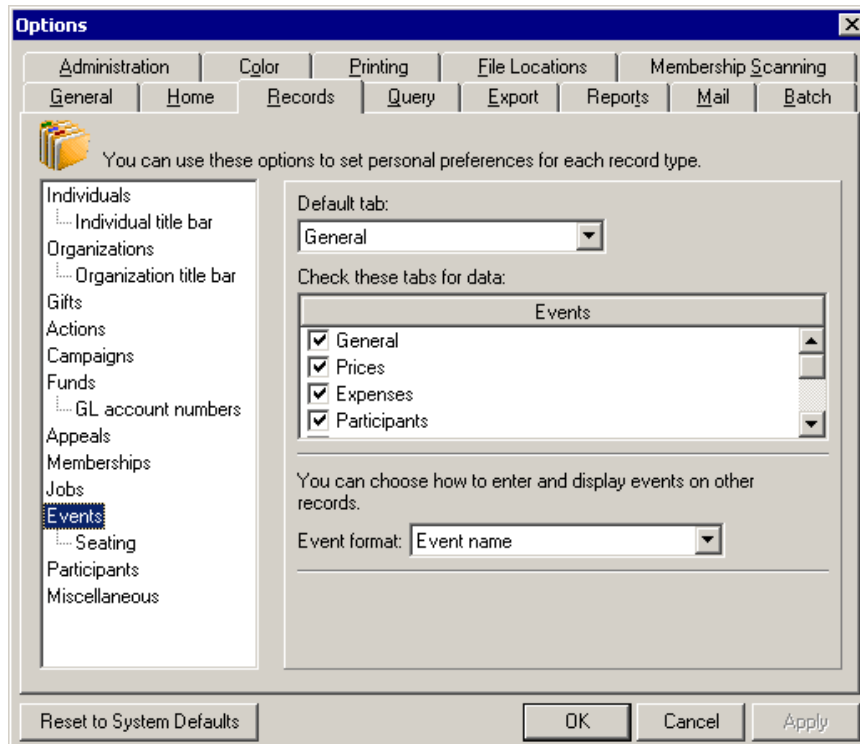 Options
Administration Color Printing File Locations Membership Scanning
General Home Records Query Export Reports Mail Batch
You can use these options to set personal preferences for each record type.
Individuals
Individual title bar
Organizations
Organization title bar
Gifts
Actions
Campaigns
Funds
GL account numbers
Appeals
Memberships
Jobs
Events
Seating
Participants
Miscellaneous
Default tab:
General
Check these tabs for data:
Events
General
Prices
Expenses
Participants
You can choose how to enter and display events on other
records.
Event format: Event name
Reset to System Defaults OK Cancel Apply